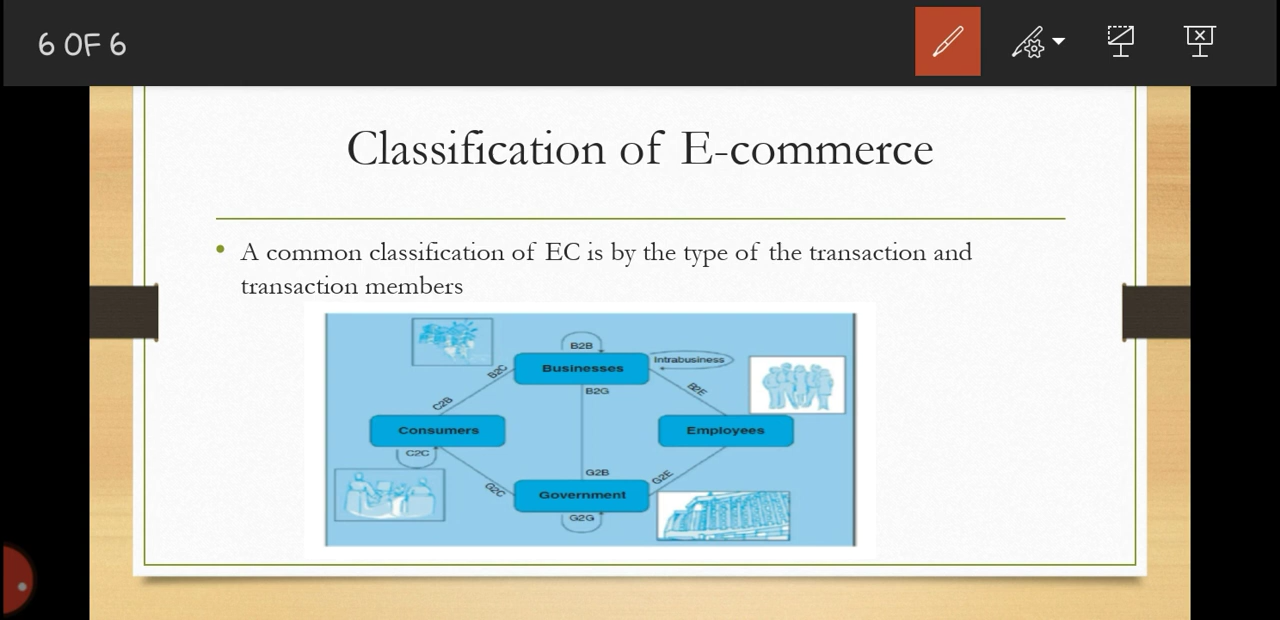 6 OF 6
Classification of E-commerce
• A common classification of EC is by the type of the transaction and
transaction members
B2B
Businesses
Intrabusiness
B2C
B2G
B2E
C2B
Consumers
Employees
C2C
G2B
G2C
G2E
Government
G2G